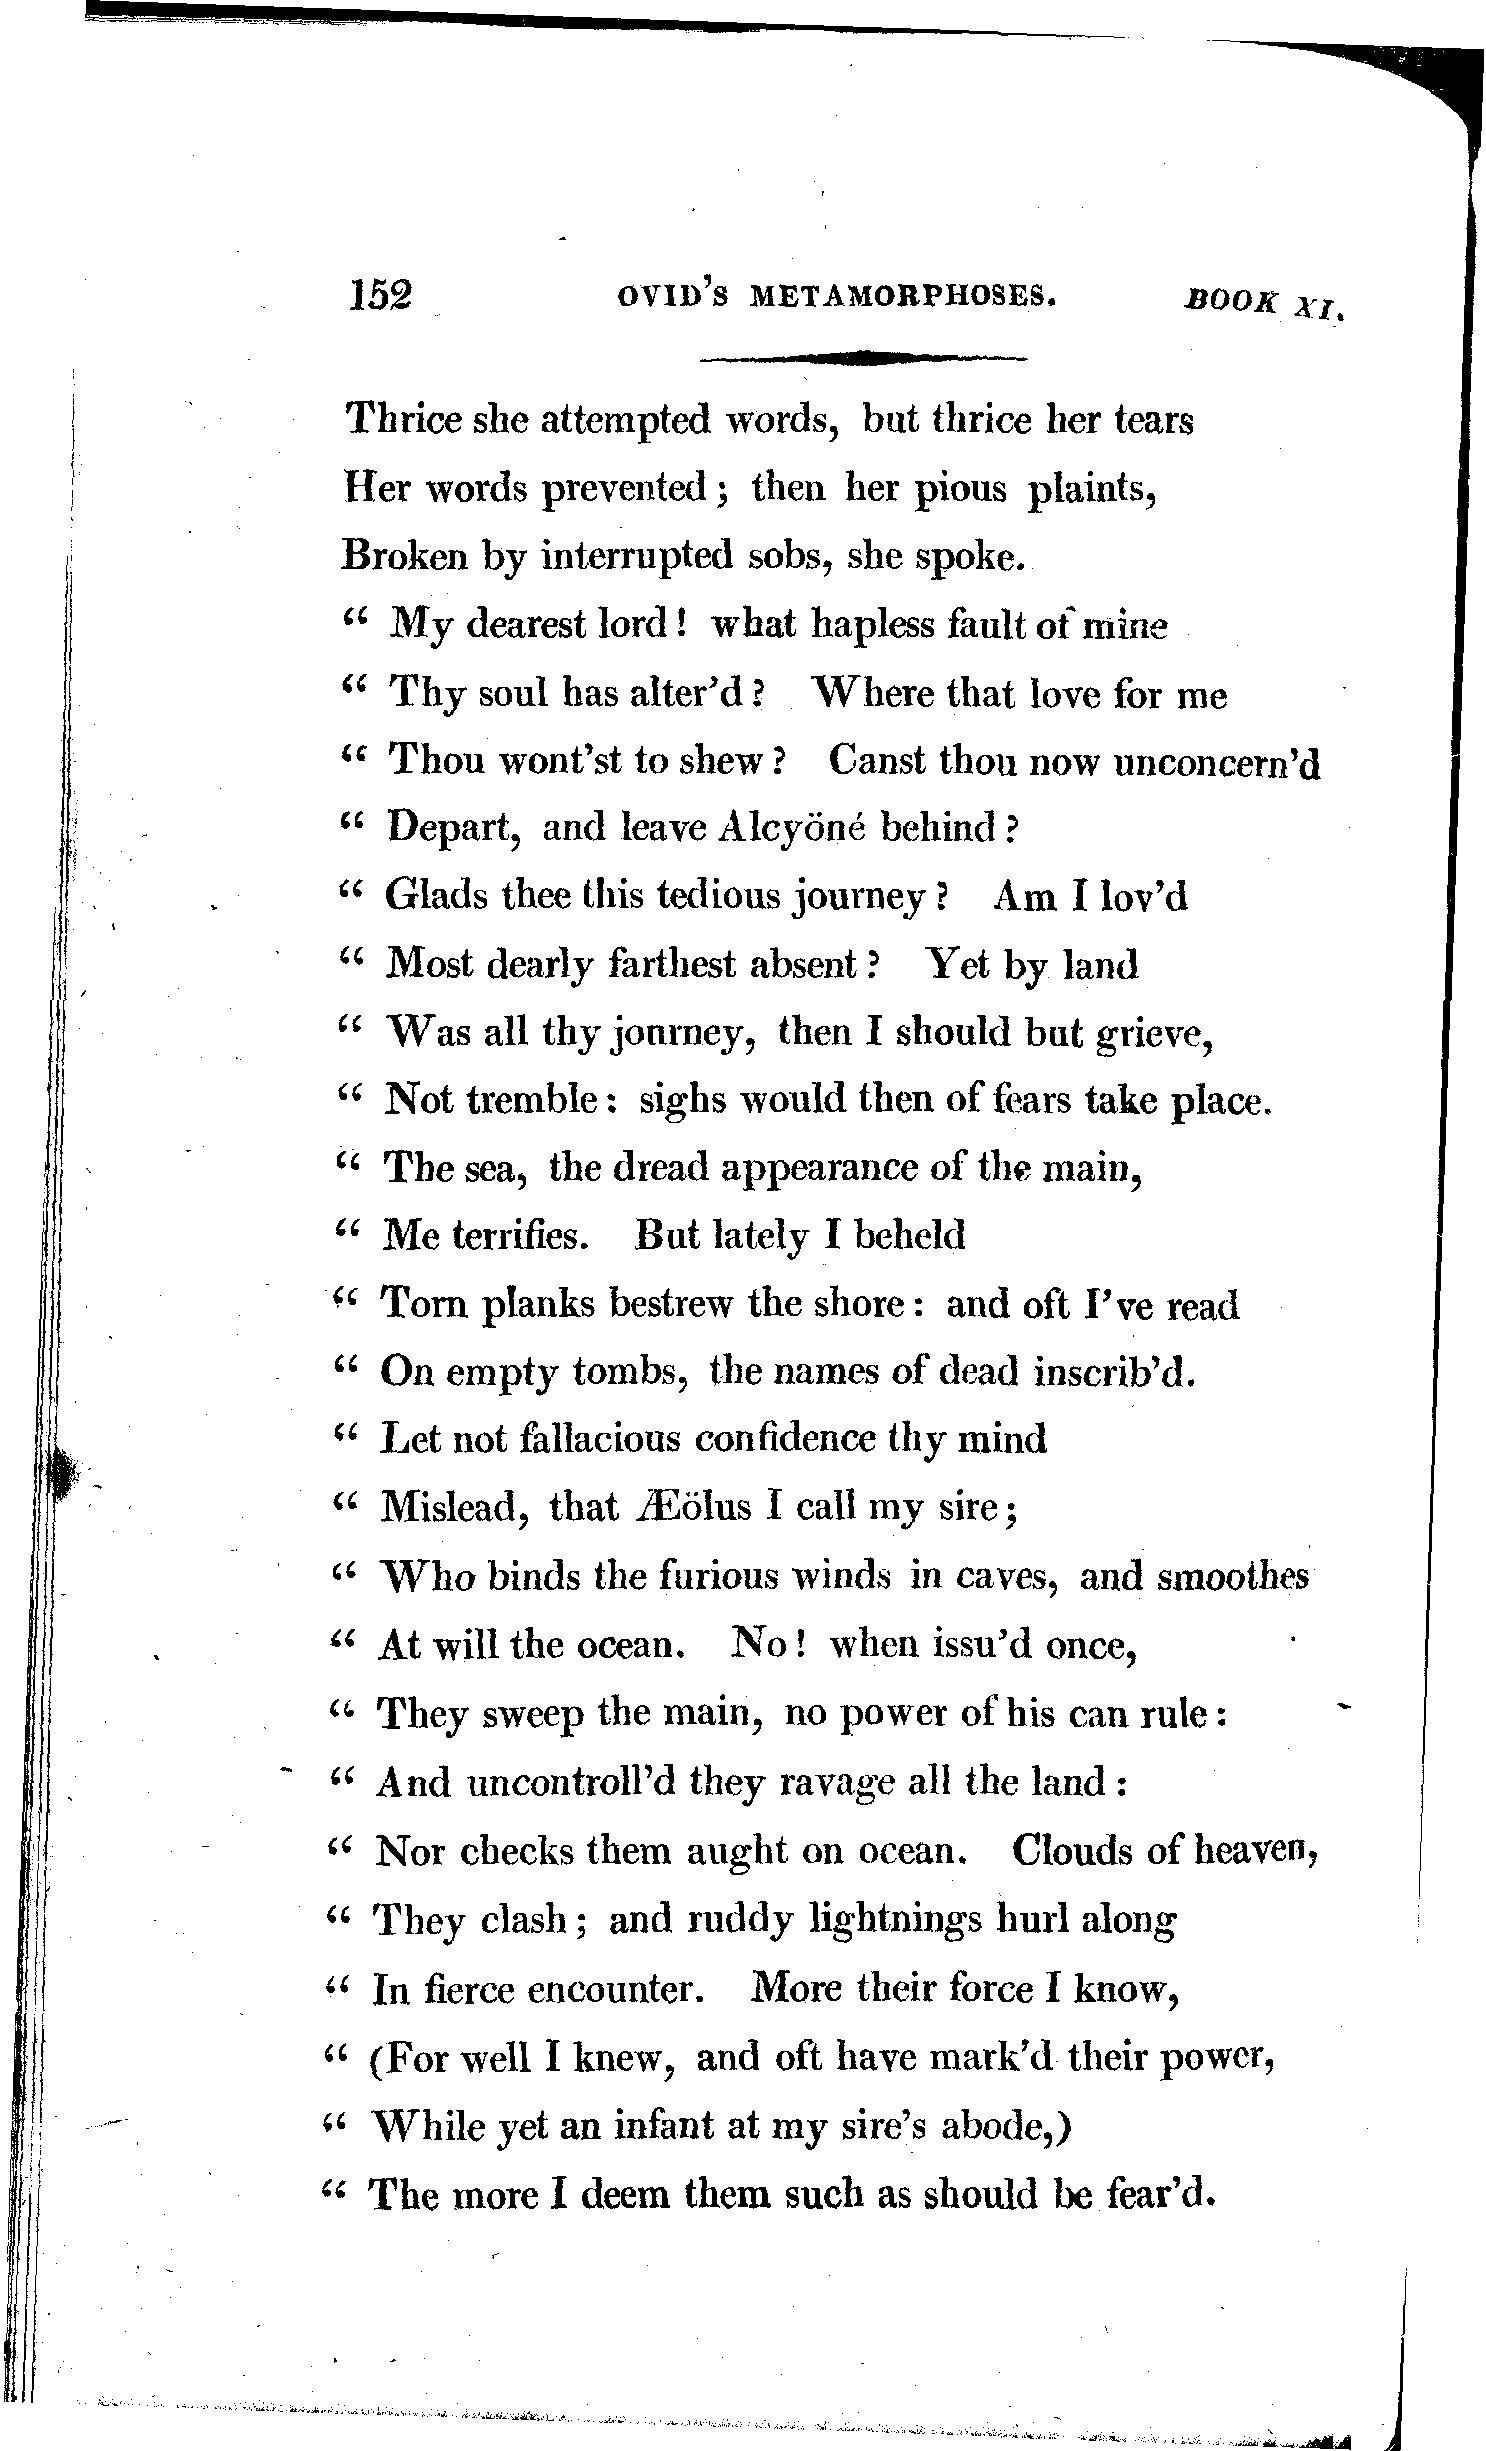 152 OVID'S METAMORPHOSES. BOOK XI.
Thrice she attempted words, but thrice her tears
Her words prevented; then her pious plaints,
Broken by interrupted sobs, she spoke.
“ My dearest lord! what hapless fault of mine
“ Thy soul has alter'd? Where that love for me
“ Thou wont'st to shew? Canst thou now unconcern'd
“ Depart, and leave Alcyöné behind?
“ Glads thee this tedious journey? Am I lov'd
“ Most dearly farthest absent? Yet by land
“ Was all thy journey, then I should but grieve,
“ Not tremble: sighs would then of fears take place.
“ The sea, the dread appearance of the main,
“ Me terrifies. But lately I beheld
“ Torn planks bestrew the shore: and oft I've read
“ On empty tombs, the names of dead inscrib'd.
“ Let not fallacious confidence thy mind
“ Mislead, that Æölus I call my sire;
“ Who binds the furious winds in caves, and smoothes
“ At will the ocean. No! when issu'd once,
“ They sweep the main, no power of his can rule:
“ And uncontroll'd they ravage all the land:
“ Nor checks them aught on ocean. Clouds of heaven,
“ They clash; and ruddy lightnings hurl along
“ In fierce encounter. More their force I know,
“ (For well I knew, and oft have mark'd their power,
“ While yet an infant at my sire's abode,)
“ The more I deem them such as should be fear'd.